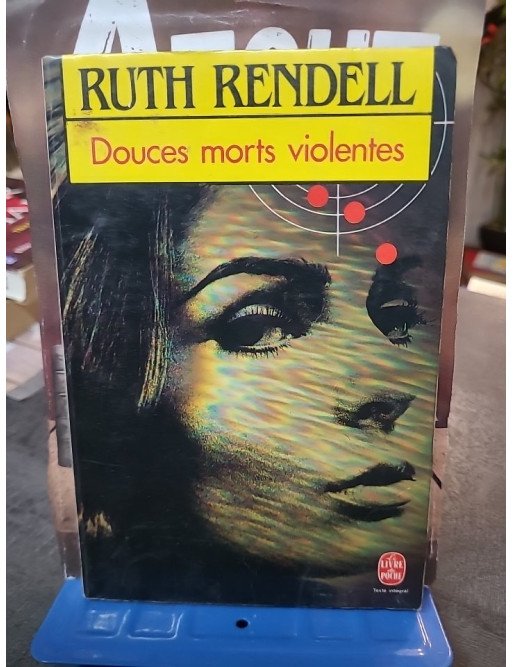 RUTH RENDELL
Douces morts violentes
LE LIVRE
DE POCHE
Texte intégral